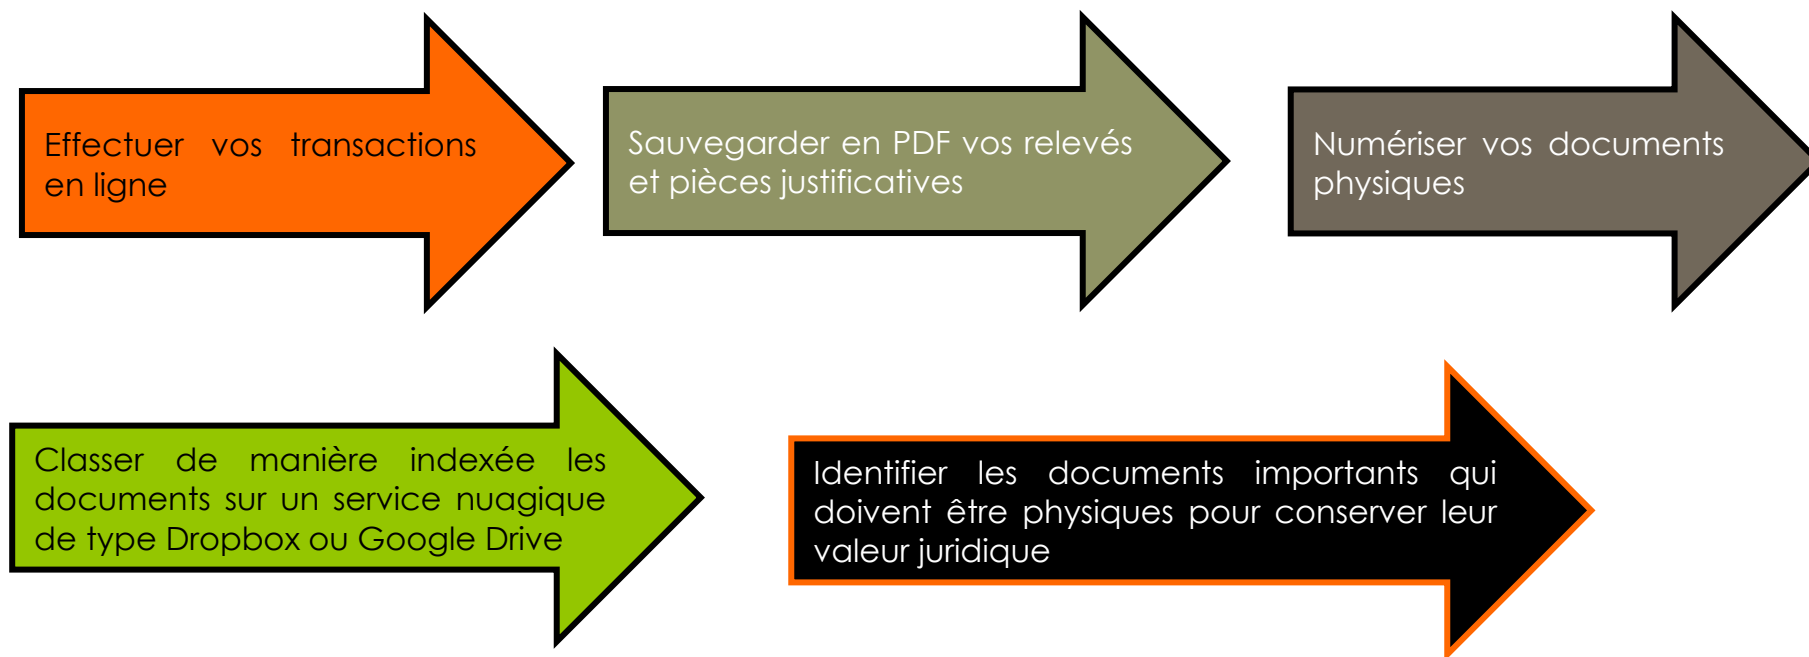 Effectuer vos transactions
en ligne
Sauvegarder en PDF vos relevés
et pièces justificatives
Numériser vos documents
physiques
Classer de manière indexée les
documents sur un service nuagique
de type Dropbox ou Google Drive
Identifier les documents importants qui
doivent être physiques pour conserver leur
valeur juridique